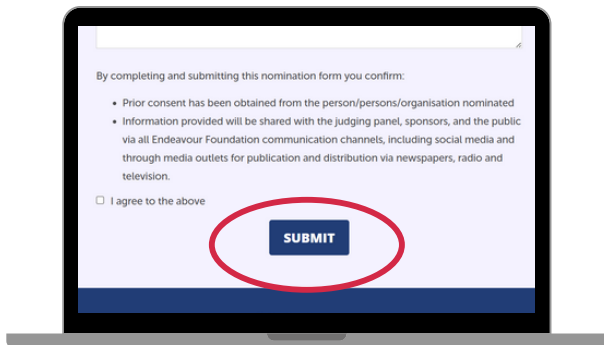 By completing and submitting this nomination form you confirm:
• Prior consent has been obtained from the person/persons/organisation nominated
• Information provided will be shared with the judging panel, sponsors, and the public
via all Endeavour Foundation communication channels, including social media and
through media outlets for publication and distribution via newspapers, radio and
television.
I agree to the above
SUBMIT